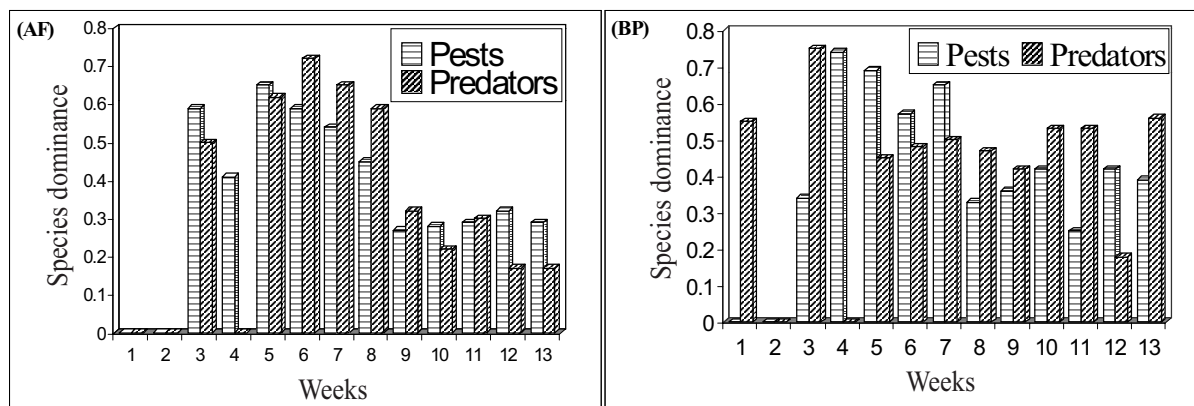 (AF)
Species dominance
0.8
0.7
0.6
0.5
0.4
0.3
0.2
0.1
0
Pests
Predators
1 2 3 4 5 6 7 8 9 10 11 12 13
Weeks
(BP)
Species dominance
0.8
0.7
0.6
0.5
0.4
0.3
0.2
0.1
0
Pests Predators
1 2 3 4 5 6 7 8 9 10 11 12 13
Weeks